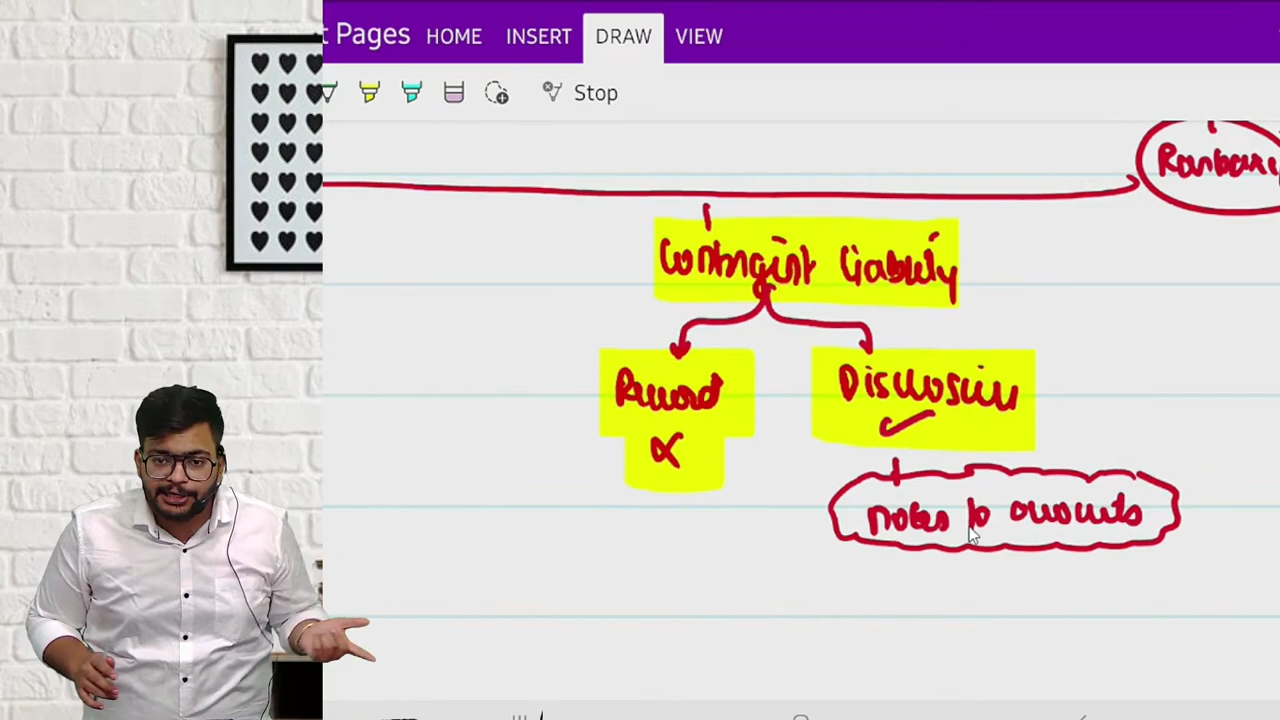 t Pages HOME INSERT DRAW VIEW
Stop
Contingent liability
Record Disclosure
notes to accounts